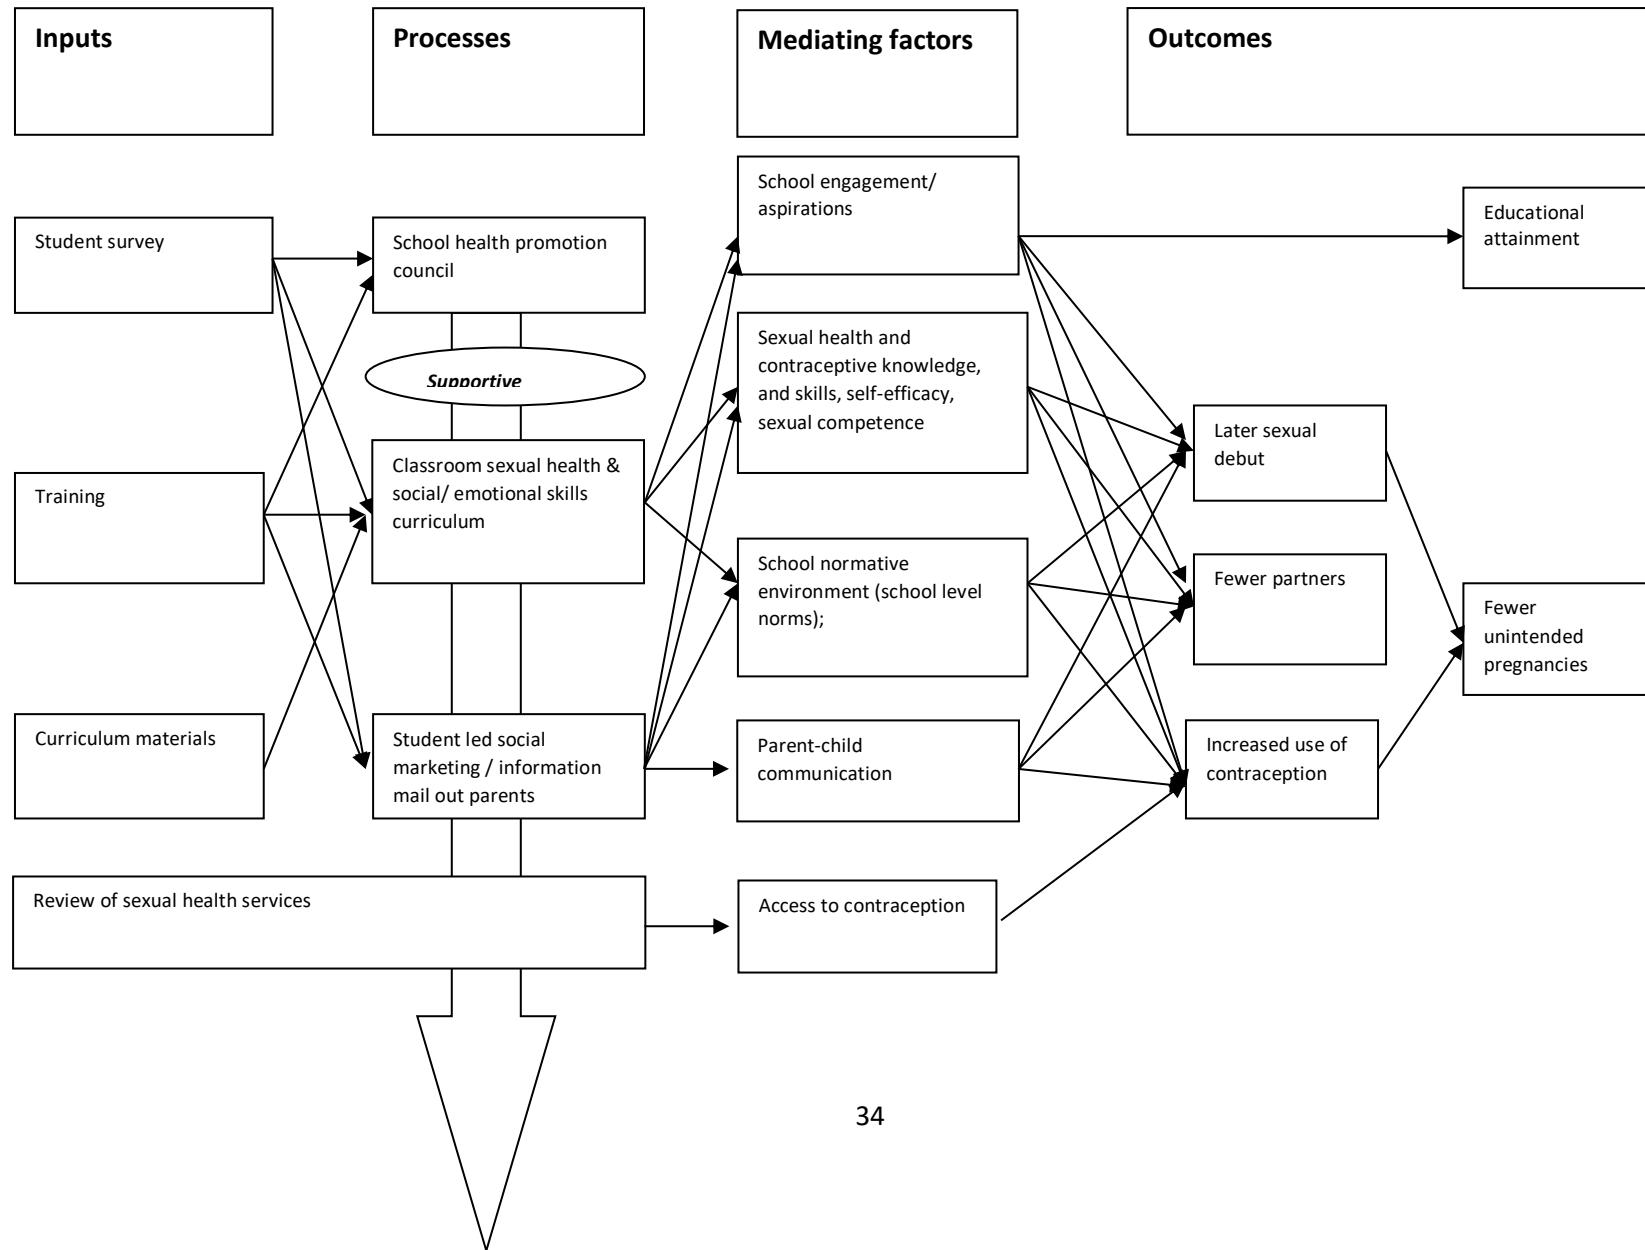 Inputs
Processes
Mediating factors
Outcomes
School engagement/
aspirations
Student survey
School health promotion
council
Educational
attainment
Supportive
Sexual health and
contraceptive knowledge,
and skills, self-efficacy,
sexual competence
Training
Classroom sexual health &
social/ emotional skills
curriculum
Later sexual
debut
School normative
environment (school level
norms);
Fewer partners
Fewer
unintended
pregnancies
Curriculum materials
Student led social
marketing / information
mail out parents
Parent-child
communication
Increased use of
contraception
Review of sexual health services
Access to contraception
34